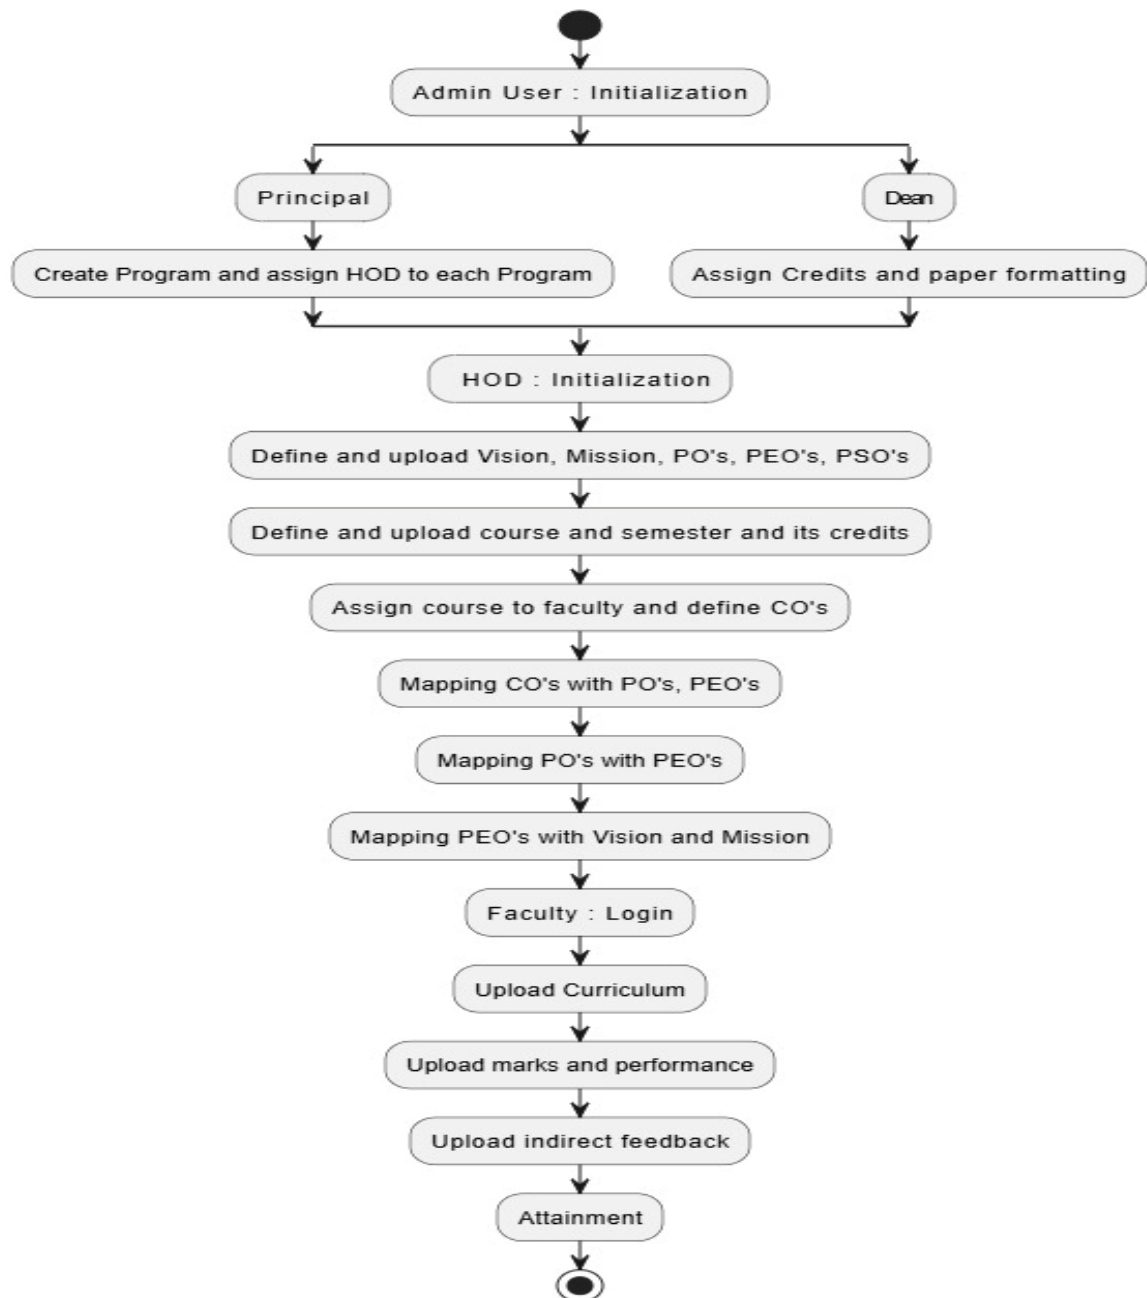 Admin User : Initialization
Principal
Dean
Create Program and assign HOD to each Program
Assign Credits and paper formatting
HOD : Initialization
Define and upload Vision, Mission, PO's, PEO's, PSO's
Define and upload course and semester and its credits
Assign course to faculty and define CO's
Mapping CO's with PO's, PEO's
Mapping PO's with PEO's
Mapping PEO's with Vision and Mission
Faculty : Login
Upload Curriculum
Upload marks and performance
Upload indirect feedback
Attainment